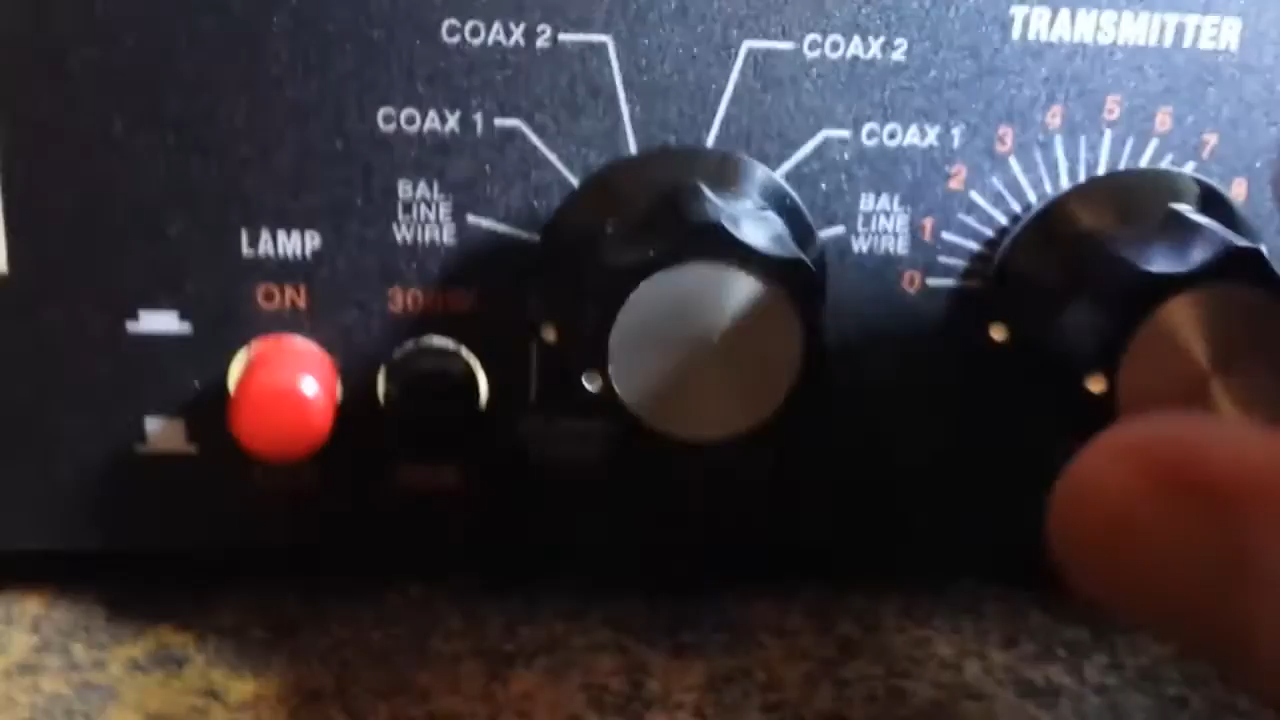 TRANSMITTER
COAX 2
COAX 2
COAX 1
COAX 1
BAL.
LINE
WIRE
BAL.
LINE
WIRE
LAMP
ON
0
1
2
3
4
5
6
7
8